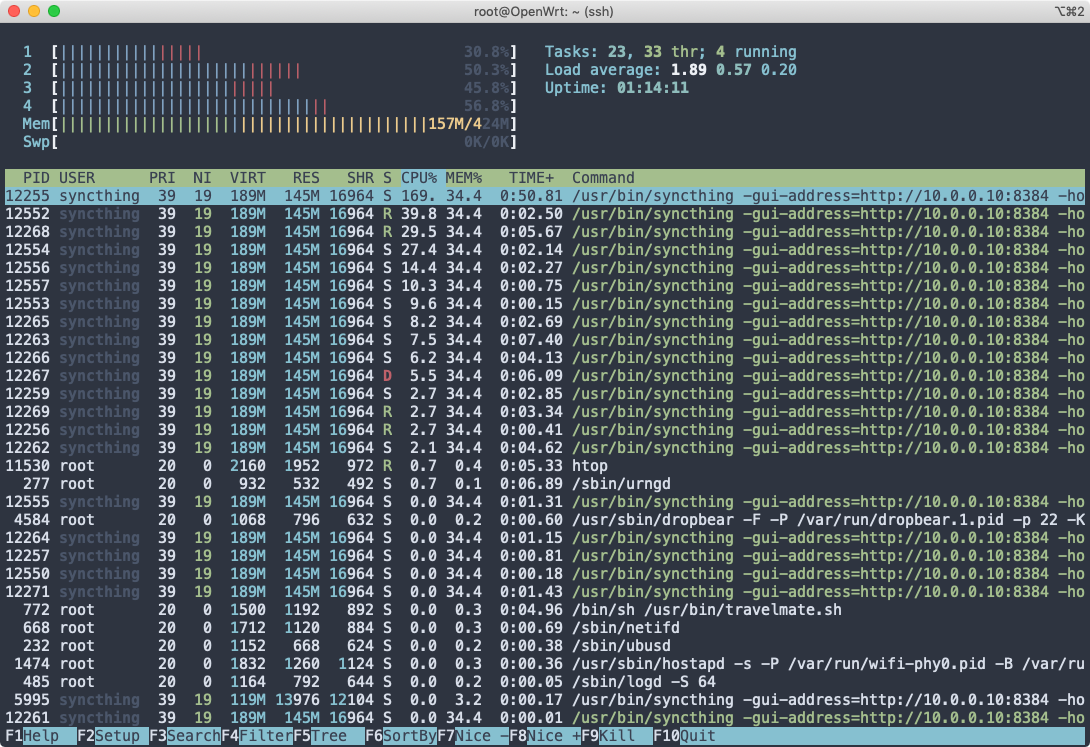 root@OpenWrt: ~ (ssh)
⌥⌘2
1 [|||||||||||||||| 30.8%] Tasks: 23, 33 thr; 4 running
2 [||||||||||||||||||||||||||| 50.3%] Load average: 1.89 0.57 0.20
3 [|||||||||||||||||||||||| 45.8%] Uptime: 01:14:11
4 [|||||||||||||||||||||||||||||| 56.8%]
Mem[|||||||||||||||||||||||||||||||||||||||||157M/424M]
Swp[ 0K/0K]
PID USER PRI NI VIRT RES SHR S CPU% MEM% TIME+ Command
12255 syncthing 39 19 189M 145M 16964 S 169. 34.4 0:50.81 /usr/bin/syncthing -gui-address=http://10.0.0.10:8384 -ho
12552 syncthing 39 19 189M 145M 16964 R 39.8 34.4 0:02.50 /usr/bin/syncthing -gui-address=http://10.0.0.10:8384 -ho
12268 syncthing 39 19 189M 145M 16964 R 29.5 34.4 0:05.67 /usr/bin/syncthing -gui-address=http://10.0.0.10:8384 -ho
12554 syncthing 39 19 189M 145M 16964 S 27.4 34.4 0:02.14 /usr/bin/syncthing -gui-address=http://10.0.0.10:8384 -ho
12556 syncthing 39 19 189M 145M 16964 S 14.4 34.4 0:02.27 /usr/bin/syncthing -gui-address=http://10.0.0.10:8384 -ho
12557 syncthing 39 19 189M 145M 16964 S 10.3 34.4 0:00.75 /usr/bin/syncthing -gui-address=http://10.0.0.10:8384 -ho
12553 syncthing 39 19 189M 145M 16964 S 9.6 34.4 0:00.15 /usr/bin/syncthing -gui-address=http://10.0.0.10:8384 -ho
12265 syncthing 39 19 189M 145M 16964 S 8.2 34.4 0:02.69 /usr/bin/syncthing -gui-address=http://10.0.0.10:8384 -ho
12263 syncthing 39 19 189M 145M 16964 S 7.5 34.4 0:07.40 /usr/bin/syncthing -gui-address=http://10.0.0.10:8384 -ho
12266 syncthing 39 19 189M 145M 16964 S 6.2 34.4 0:04.13 /usr/bin/syncthing -gui-address=http://10.0.0.10:8384 -ho
12267 syncthing 39 19 189M 145M 16964 D 5.5 34.4 0:06.09 /usr/bin/syncthing -gui-address=http://10.0.0.10:8384 -ho
12259 syncthing 39 19 189M 145M 16964 S 2.7 34.4 0:02.85 /usr/bin/syncthing -gui-address=http://10.0.0.10:8384 -ho
12269 syncthing 39 19 189M 145M 16964 R 2.7 34.4 0:03.34 /usr/bin/syncthing -gui-address=http://10.0.0.10:8384 -ho
12256 syncthing 39 19 189M 145M 16964 R 2.7 34.4 0:00.41 /usr/bin/syncthing -gui-address=http://10.0.0.10:8384 -ho
12262 syncthing 39 19 189M 145M 16964 S 2.1 34.4 0:04.62 /usr/bin/syncthing -gui-address=http://10.0.0.10:8384 -ho
11530 root 20 0 2160 1952 972 R 0.7 0.4 0:05.33 htop
277 root 20 0 932 532 492 S 0.7 0.1 0:06.89 /sbin/urngd
12555 syncthing 39 19 189M 145M 16964 S 0.0 34.4 0:01.31 /usr/bin/syncthing -gui-address=http://10.0.0.10:8384 -ho
4584 root 20 0 1068 796 632 S 0.0 0.2 0:00.60 /usr/sbin/dropbear -F -P /var/run/dropbear.1.pid -p 22 -K
12264 syncthing 39 19 189M 145M 16964 S 0.0 34.4 0:01.15 /usr/bin/syncthing -gui-address=http://10.0.0.10:8384 -ho
12257 syncthing 39 19 189M 145M 16964 S 0.0 34.4 0:00.81 /usr/bin/syncthing -gui-address=http://10.0.0.10:8384 -ho
12550 syncthing 39 19 189M 145M 16964 S 0.0 34.4 0:00.18 /usr/bin/syncthing -gui-address=http://10.0.0.10:8384 -ho
12271 syncthing 39 19 189M 145M 16964 S 0.0 34.4 0:01.43 /usr/bin/syncthing -gui-address=http://10.0.0.10:8384 -ho
772 root 20 0 1500 1192 892 S 0.0 0.3 0:04.96 /bin/sh /usr/bin/travelmate.sh
668 root 20 0 1712 1120 884 S 0.0 0.3 0:00.69 /sbin/netifd
232 root 20 0 1152 668 624 S 0.0 0.2 0:00.38 /sbin/ubusd
1474 root 20 0 1832 1260 1124 S 0.0 0.3 0:00.36 /usr/sbin/hostapd -s -P /var/run/wifi-phy0.pid -B /var/ru
485 root 20 0 1164 792 644 S 0.0 0.2 0:00.05 /sbin/logd -S 64
5995 syncthing 39 19 119M 13976 12104 S 0.0 3.2 0:00.17 /usr/bin/syncthing -gui-address=http://10.0.0.10:8384 -ho
12261 syncthing 39 19 189M 145M 16964 S 0.0 34.4 0:00.01 /usr/bin/syncthing -gui-address=http://10.0.0.10:8384 -ho
F1Help F2Setup F3SearchF4FilterF5Tree F6SortByF7Nice -F8Nice +F9Kill F10Quit